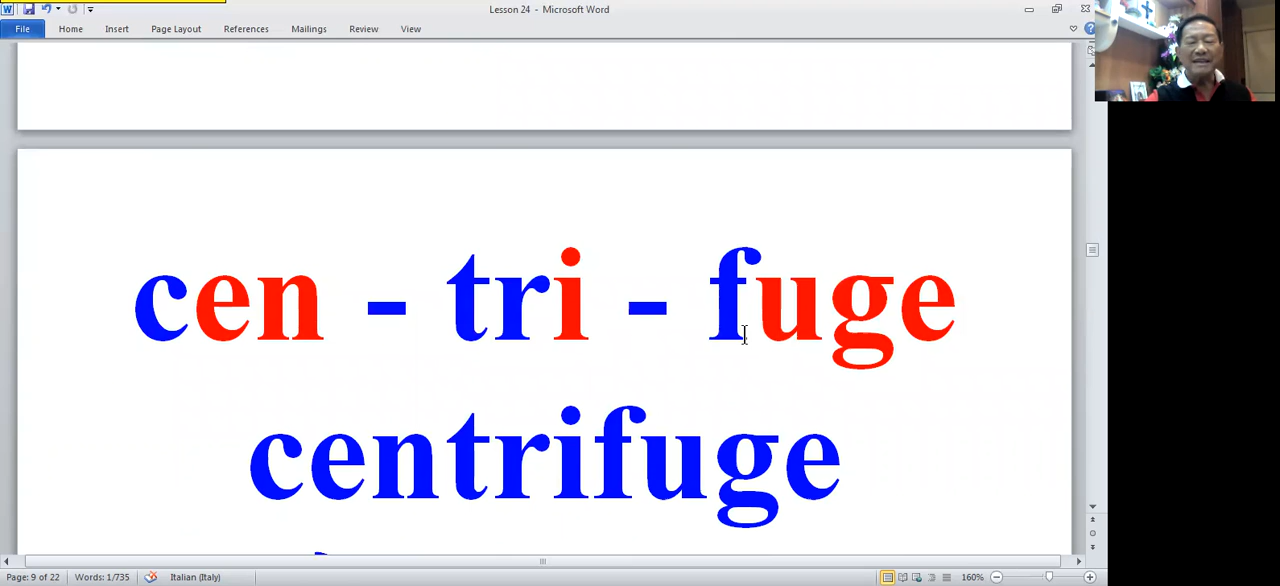 Lesson 24 - Microsoft Word
File Home Insert Page Layout References Mailings Review View
cen - tri - fuge
centrifuge
Page: 9 of 22 Words: 1/735 Italian (Italy) 160%